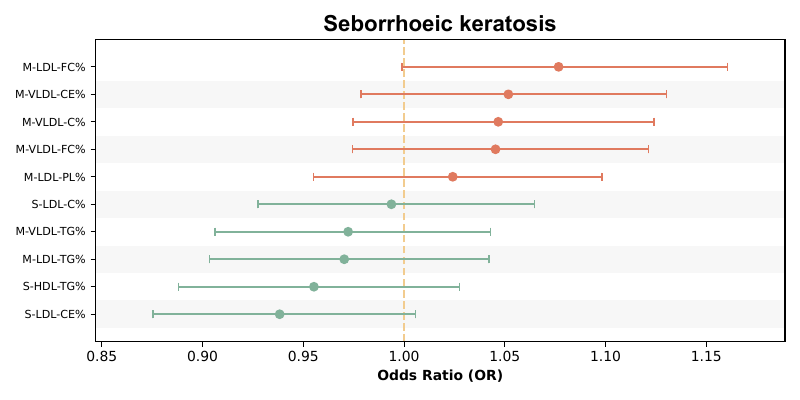 Seborrhoeic keratosis
M-LDL-FC%
M-VLDL-CE%
M-VLDL-C%
M-VLDL-FC%
M-LDL-PL%
S-LDL-C%
M-VLDL-TG%
M-LDL-TG%
S-HDL-TG%
S-LDL-CE%
0.85 0.90 0.95 1.00 1.05 1.10 1.15
Odds Ratio (OR)